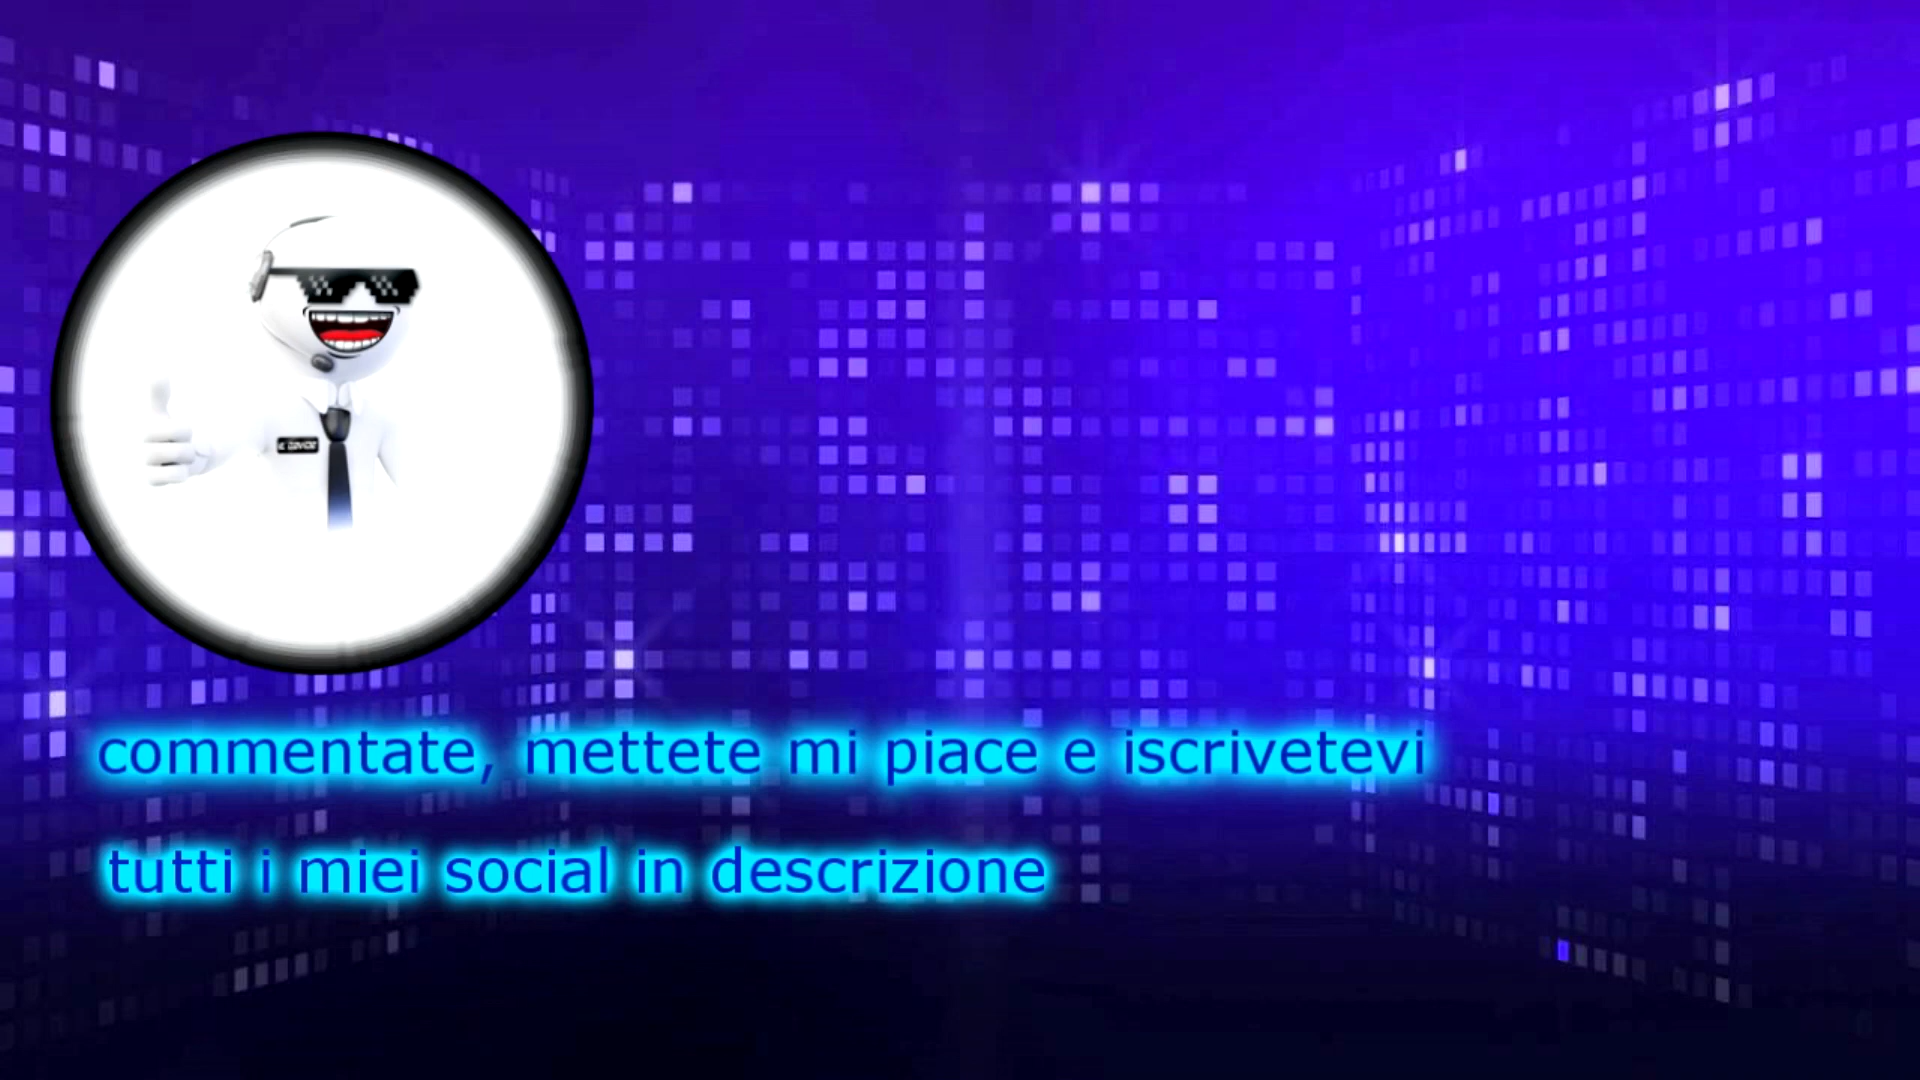 commentate, mettete mi piace e iscrivetevi
tutti i miei social in descrizione